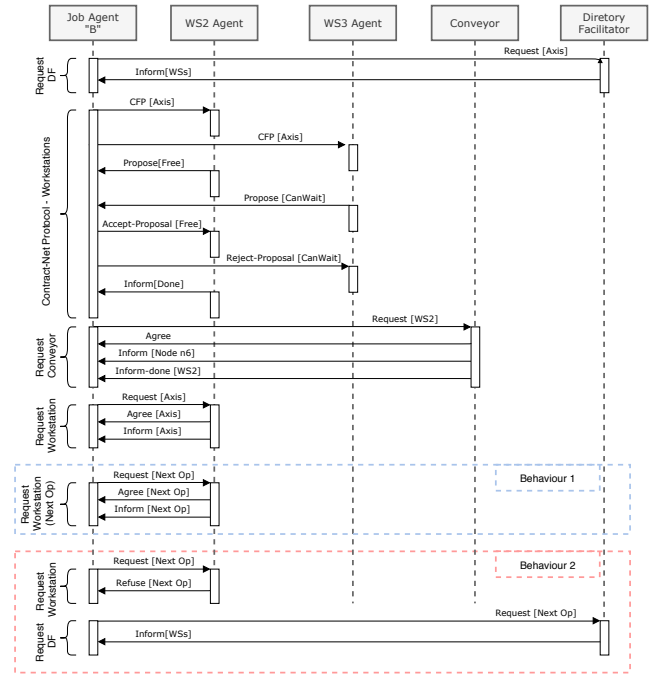 Job Agent
"B"
WS2 Agent
WS3 Agent
Conveyor
Diretory
Facilitator
Request
DF
Request [Axis]
Inform[WSs]
Contract-Net Protocol - Workstations
CFP [Axis]
CFP [Axis]
Propose[Free]
Propose [CanWait]
Accept-Proposal [Free]
Reject-Proposal [CanWait]
Inform[Done]
Request
Conveyor
Request [WS2]
Agree
Inform [Node n6]
Inform-done [WS2]
Request
Workstation
Request [Axis]
Agree [Axis]
Inform [Axis]
Behaviour 1
Request
Workstation
(Next Op)
Request [Next Op]
Agree [Next Op]
Inform [Next Op]
Behaviour 2
Request
Workstation
Request [Next Op]
Refuse [Next Op]
Request
DF
Request [Next Op]
Inform[WSs]